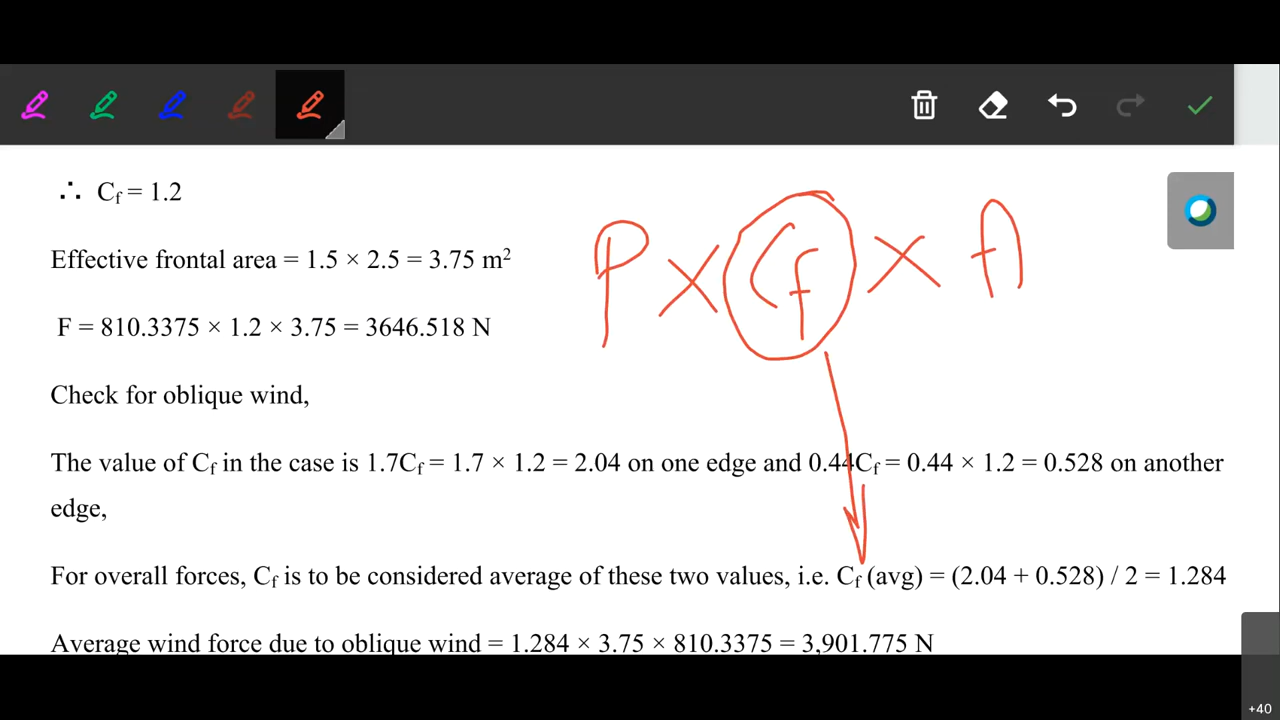 ∴ Cf = 1.2
Effective frontal area = 1.5 × 2.5 = 3.75 m²
F = 810.3375 × 1.2 × 3.75 = 3646.518 N
P × Cf × A
Check for oblique wind,
The value of Cf in the case is 1.7Cf = 1.7 × 1.2 = 2.04 on one edge and 0.44Cf = 0.44 × 1.2 = 0.528 on another
edge,
For overall forces, Cf is to be considered average of these two values, i.e. Cf (avg) = (2.04 + 0.528) / 2 = 1.284
Average wind force due to oblique wind = 1.284 × 3.75 × 810.3375 = 3,901.775 N
+40